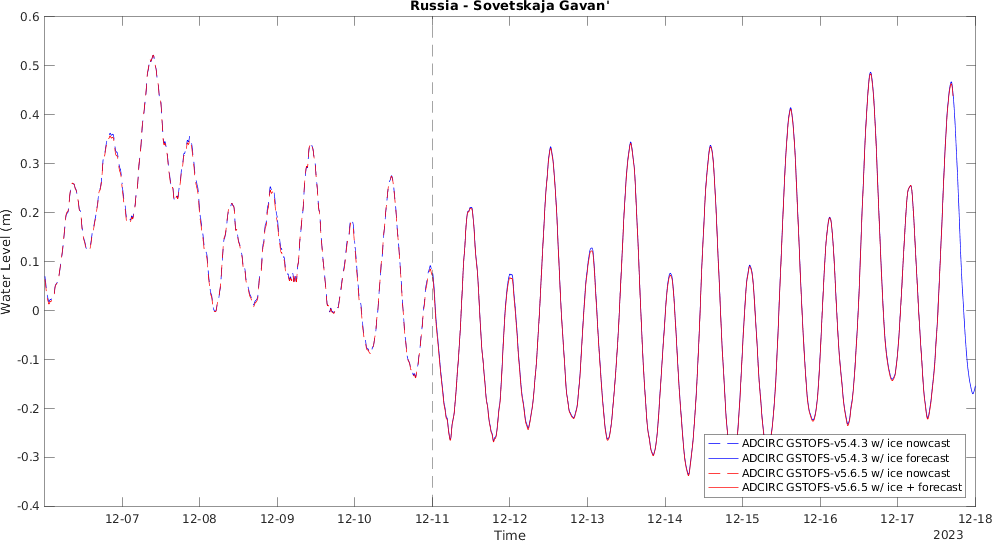 Russia - Sovetskaja Gavan'
0.6
0.5
0.4
0.3
0.2
0.1
0
-0.1
-0.2
-0.3
-0.4
Water Level (m)
ADCIRC GSTOFS-v5.4.3 w/ ice nowcast
ADCIRC GSTOFS-v5.4.3 w/ ice forecast
ADCIRC GSTOFS-v5.6.5 w/ ice nowcast
ADCIRC GSTOFS-v5.6.5 w/ ice + forecast
12-07 12-08 12-09 12-10 12-11 12-12 12-13 12-14 12-15 12-16 12-17 12-18
Time
2023